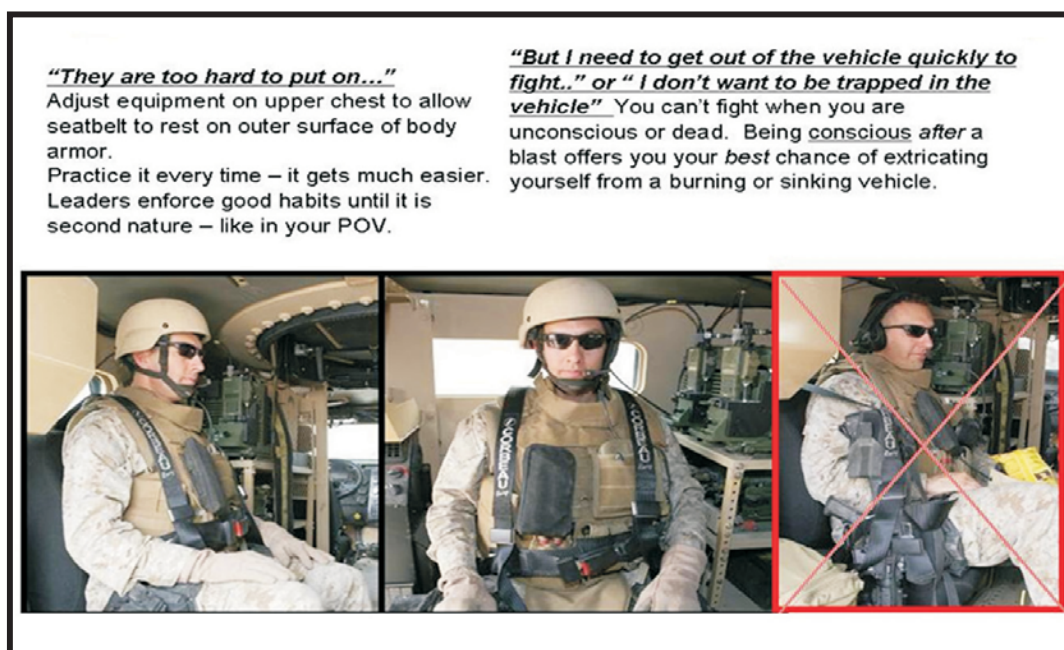 “They are too hard to put on…”
Adjust equipment on upper chest to allow
seatbelt to rest on outer surface of body
armor.
Practice it every time – it gets much easier.
Leaders enforce good habits until it is
second nature – like in your POV.
“But I need to get out of the vehicle quickly to
fight..” or “ I don’t want to be trapped in the
vehicle” You can’t fight when you are
unconscious or dead. Being conscious after a
blast offers you your best chance of extricating
yourself from a burning or sinking vehicle.
CORBEAU
CORBEAU
CORBEAU